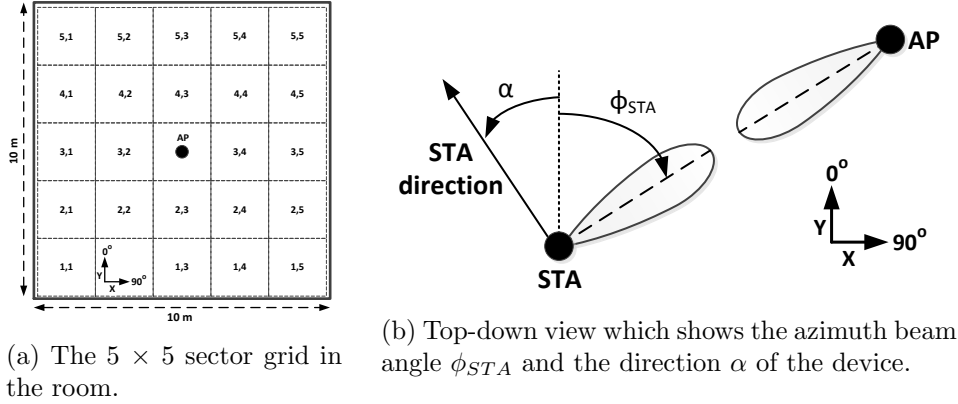 5,1 5,2 5,3 5,4 5,5
4,1 4,2 4,3 4,4 4,5
AP
3,1 3,2 3,4 3,5
2,1 2,2 2,3 2,4 2,5
1,1 1,3 1,4 1,5
0°
Y
X
90°
10 m
10 m
(a) The 5 × 5 sector grid in
the room.
AP
α
ϕSTA
STA
direction
STA
0°
Y
X
90°
(b) Top-down view which shows the azimuth beam
angle ϕSTA and the direction α of the device.